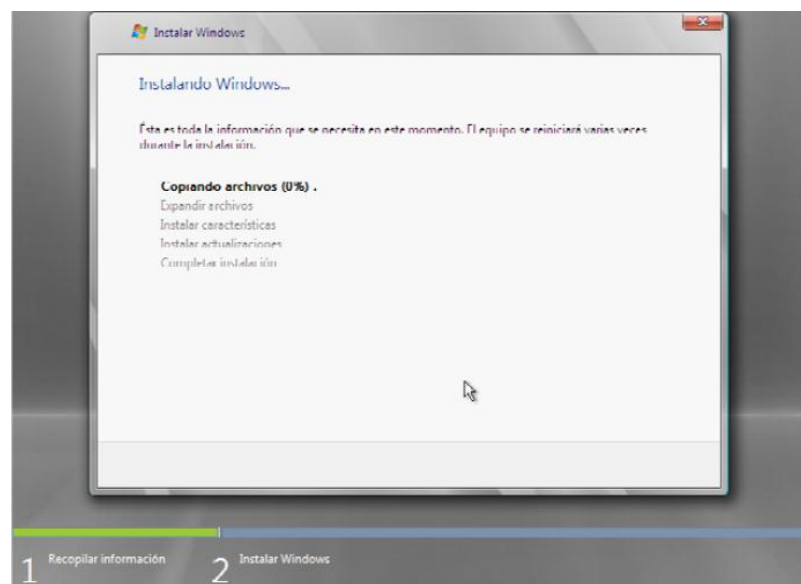 Instalar Windows
Instalando Windows...
Ésta es toda la información que se necesita en este momento. El equipo se reiniciará varias veces
durante la instalación.
Copiando archivos (0%) .
Expandir archivos
Instalar características
Instalar actualizaciones
Completar instalación
1 Recopilar información 2 Instalar Windows